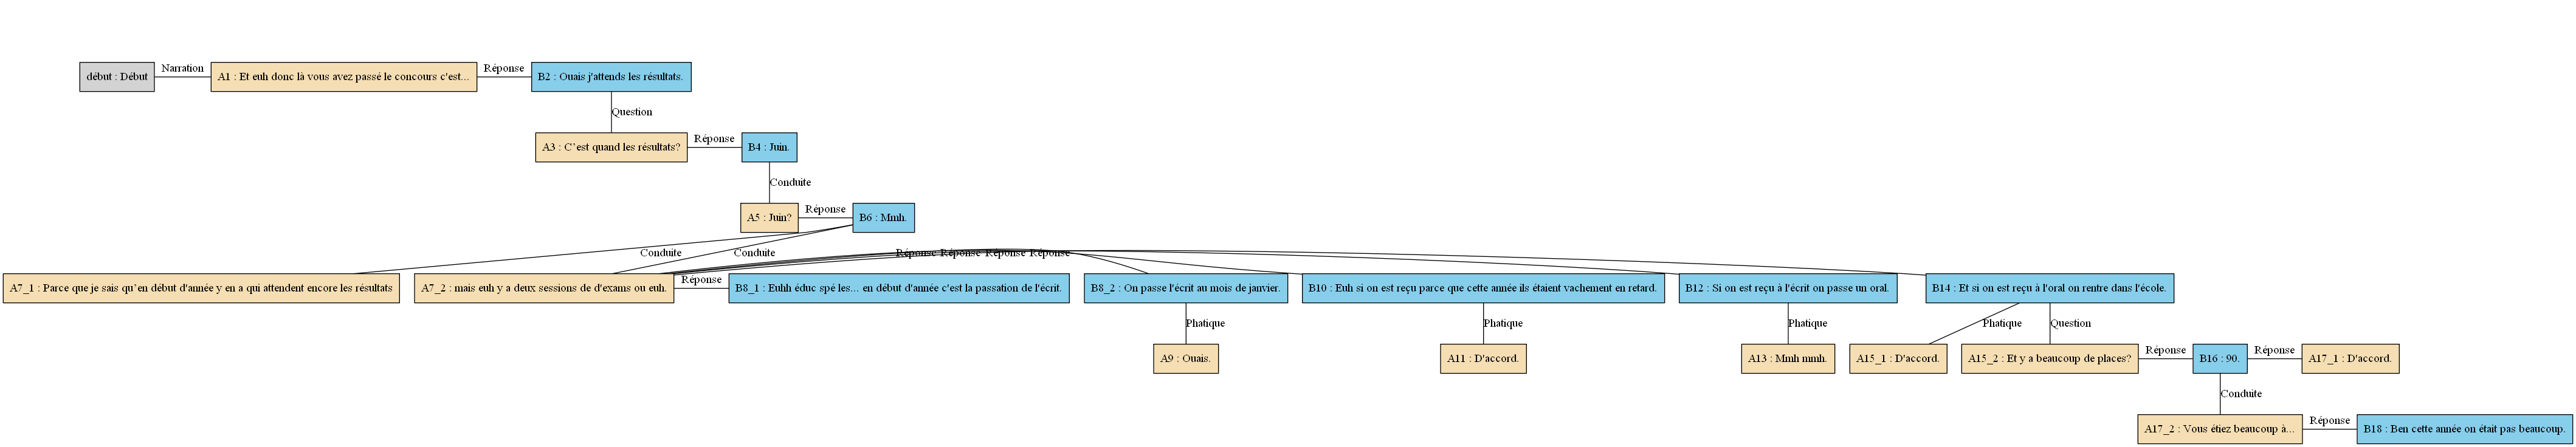 début : Début
Narration
A1 : Et euh donc là vous avez passé le concours c'est...
Réponse
B2 : Ouais j'attends les résultats.
Question
A3 : C’est quand les résultats?
Réponse
B4 : Juin.
Conduite
A5 : Juin?
Réponse
B6 : Mmh.
Conduite
Conduite
Réponse
Réponse
Réponse
Réponse
A7_1 : Parce que je sais qu’en début d'année y en a qui attendent encore les résultats
A7_2 : mais euh y a deux sessions de d'exams ou euh.
Réponse
B8_1 : Euhh éduc spé les... en début d'année c'est la passation de l'écrit.
B8_2 : On passe l'écrit au mois de janvier.
B10 : Euh si on est reçu parce que cette année ils étaient vachement en retard.
B12 : Si on est reçu à l'écrit on passe un oral.
B14 : Et si on est reçu à l'oral on rentre dans l'école.
Phatique
Phatique
Phatique
Phatique
Question
A9 : Ouais.
A11 : D'accord.
A13 : Mmh mmh.
A15_1 : D'accord.
A15_2 : Et y a beaucoup de places?
Réponse
B16 : 90.
Réponse
A17_1 : D'accord.
Conduite
A17_2 : Vous étiez beaucoup à...
Réponse
B18 : Ben cette année on était pas beaucoup.